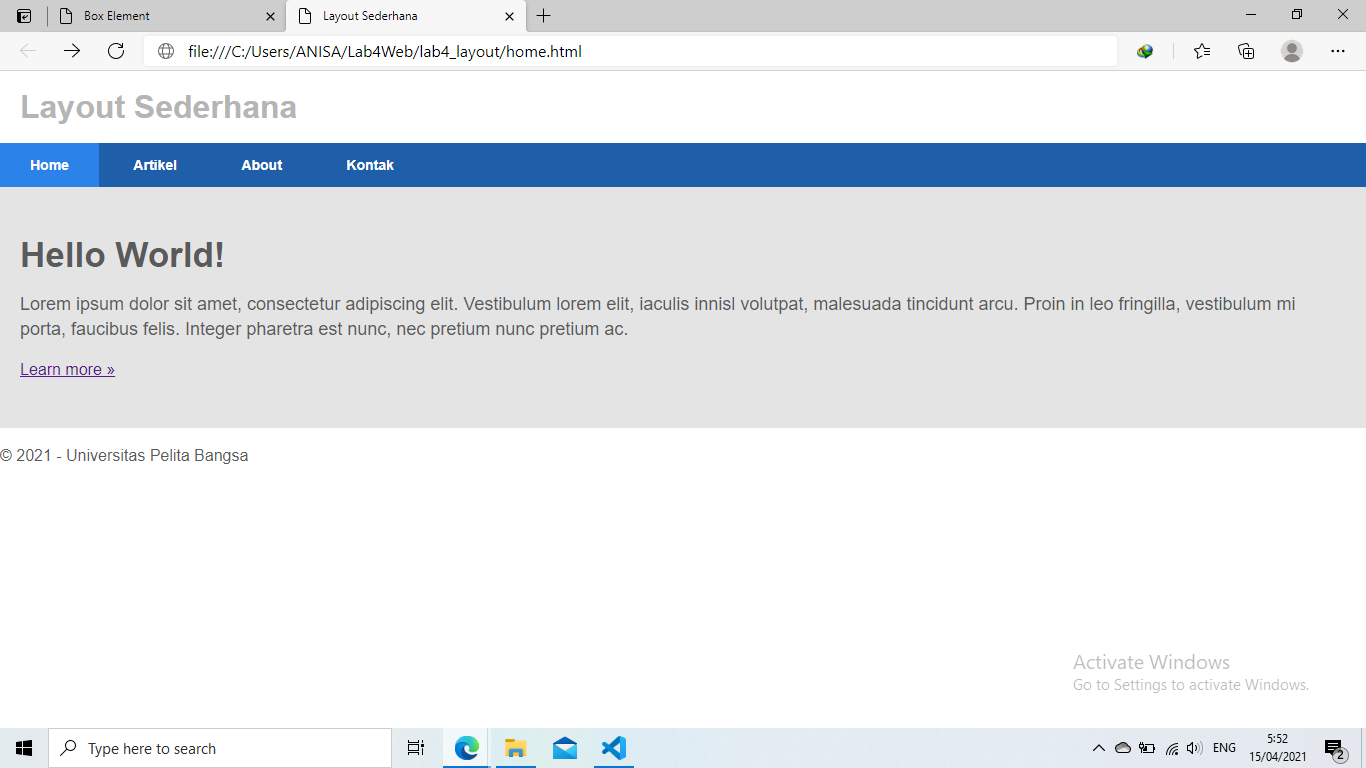 Box Element
Layout Sederhana
file:///C:/Users/ANISA/Lab4Web/lab4_layout/home.html
Layout Sederhana
Home Artikel About Kontak
Hello World!
Lorem ipsum dolor sit amet, consectetur adipiscing elit. Vestibulum lorem elit, iaculis innisl volutpat, malesuada tincidunt arcu. Proin in leo fringilla, vestibulum mi
porta, faucibus felis. Integer pharetra est nunc, nec pretium nunc pretium ac.
Learn more »
© 2021 - Universitas Pelita Bangsa
Activate Windows
Go to Settings to activate Windows.
Type here to search
ENG
5:52
15/04/2021
2